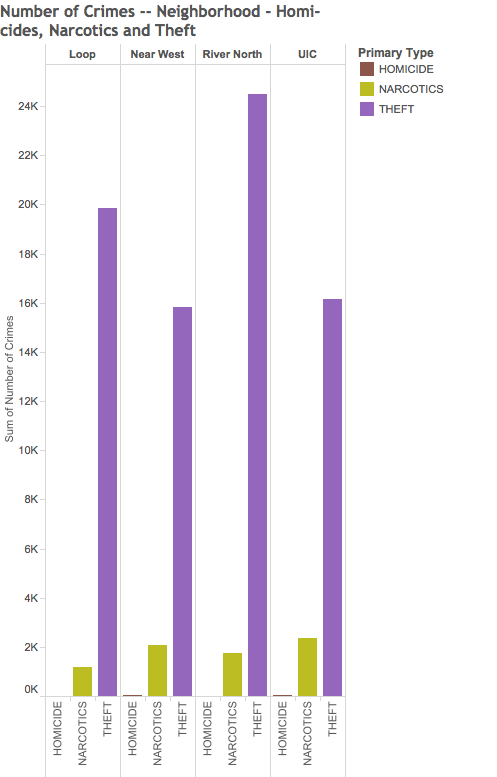 Number of Crimes -- Neighborhood - Homi-
cides, Narcotics and Theft
Loop
Near West
River North
UIC
Primary Type
HOMICIDE
NARCOTICS
THEFT
Sum of Number of Crimes
24K
22K
20K
18K
16K
14K
12K
10K
8K
6K
4K
2K
0K
HOMICIDE
NARCOTICS
THEFT
HOMICIDE
NARCOTICS
THEFT
HOMICIDE
NARCOTICS
THEFT
HOMICIDE
NARCOTICS
THEFT